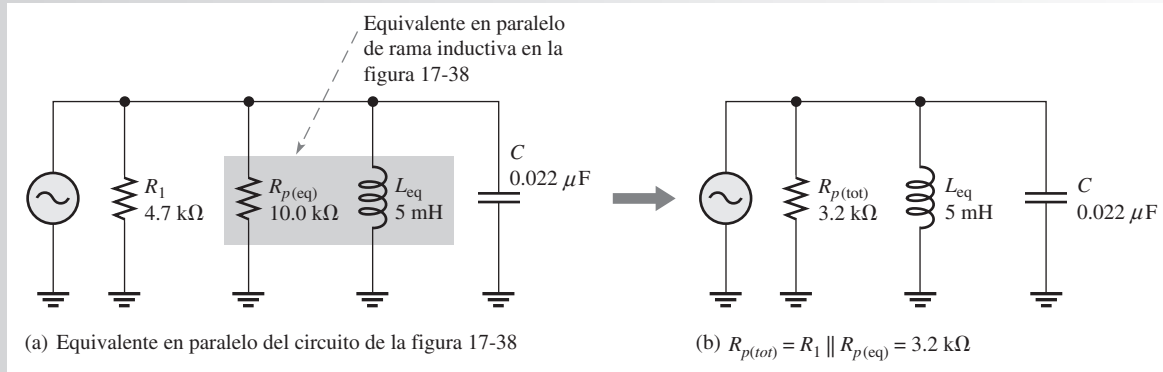 Equivalente en paralelo
de rama inductiva en la
figura 17-38
R1
4.7 kΩ
Rp(eq)
10.0 kΩ
Leq
5 mH
C
0.022 μF
Rp(tot)
3.2 kΩ
Leq
5 mH
C
0.022 μF
(a) Equivalente en paralelo del circuito de la figura 17-38
(b) Rp(tot) = R1 || Rp(eq) = 3.2 kΩ